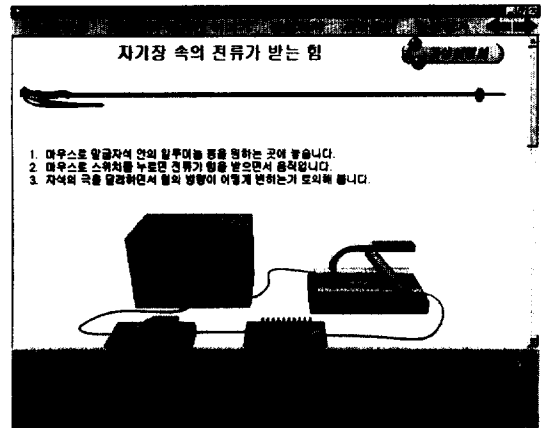 자기장 속의 전류가 받는 힘
1. 마우스로 말굽자석 안의 알루미늄 봉을 원하는 곳에 놓습니다.
2. 마우스로 스위치를 누르면 전류가 힘을 받으면서 움직입니다.
3. 자석의 극을 달리하면서 힘의 방향이 어떻게 변하는가 토의해 봅니다.